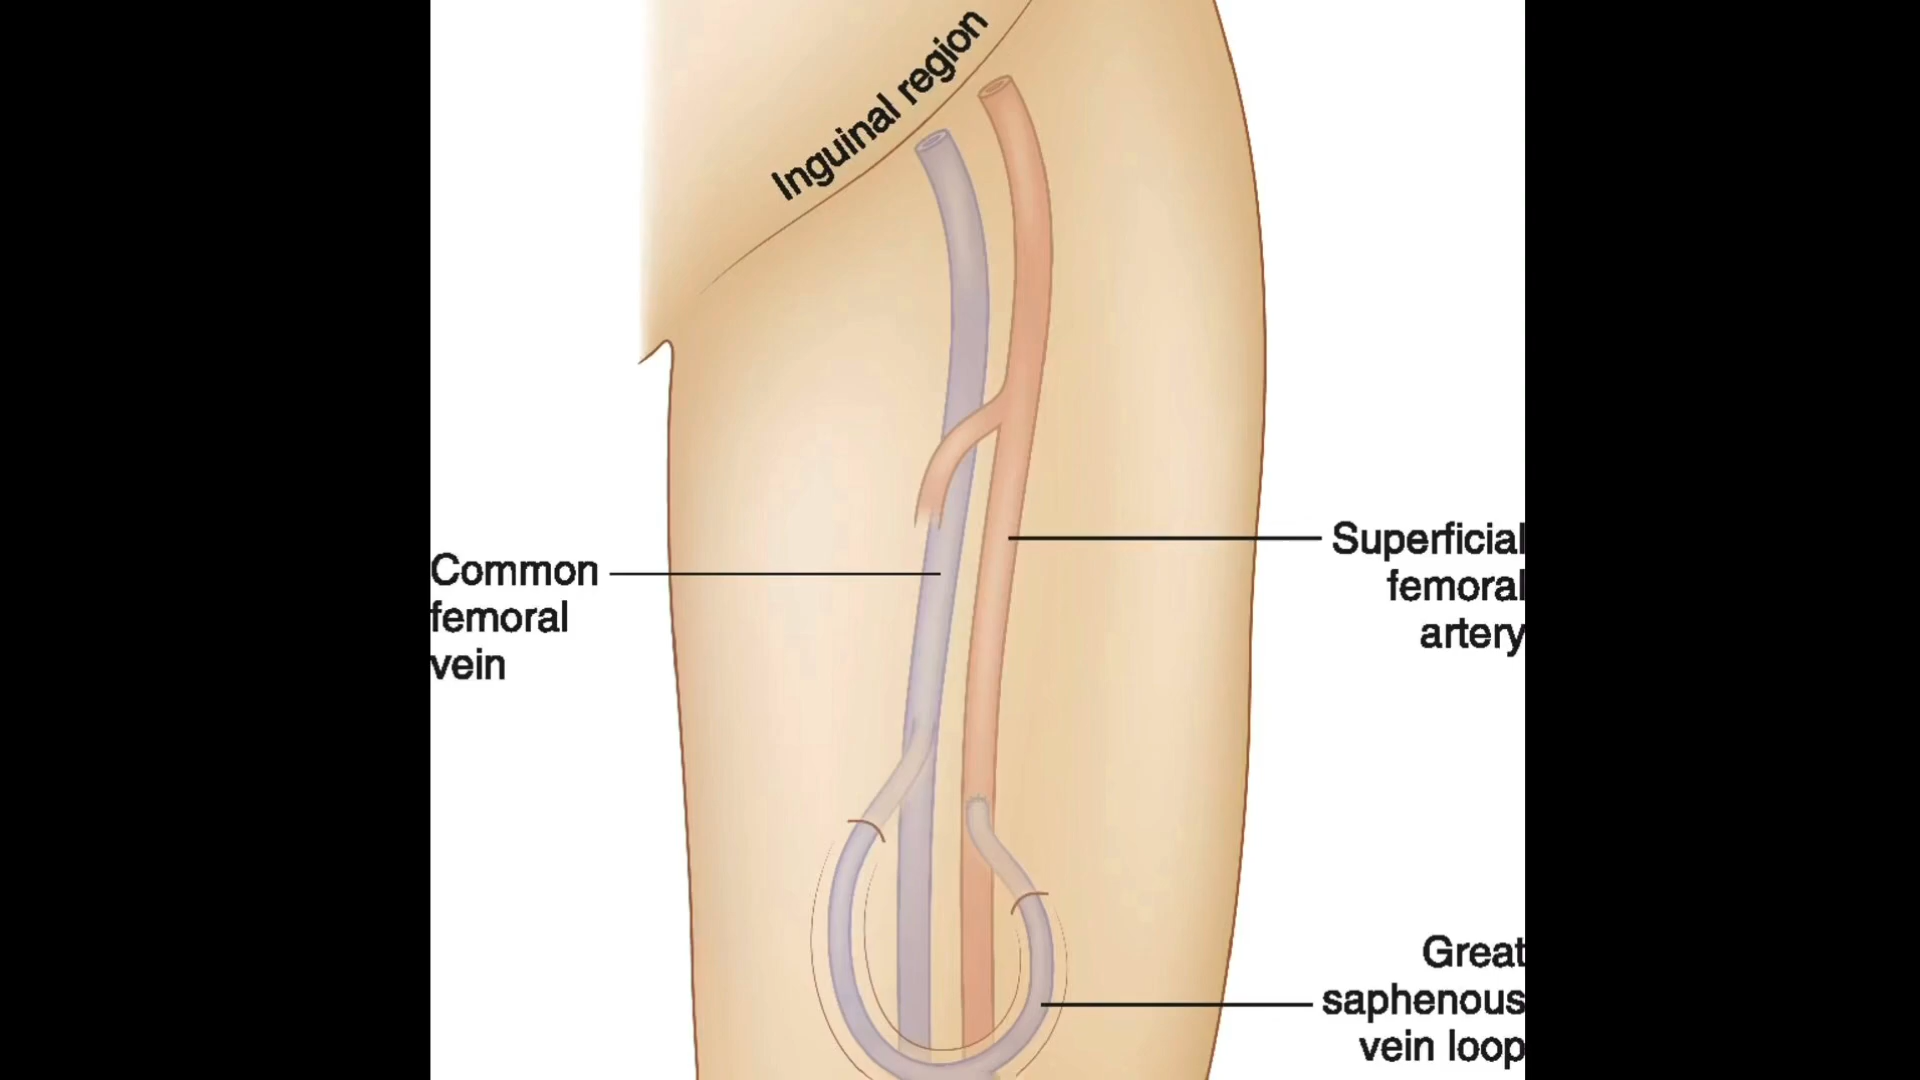 Inguinal region
Common
femoral
vein
Superficial
femoral
artery
Great
saphenous
vein loop